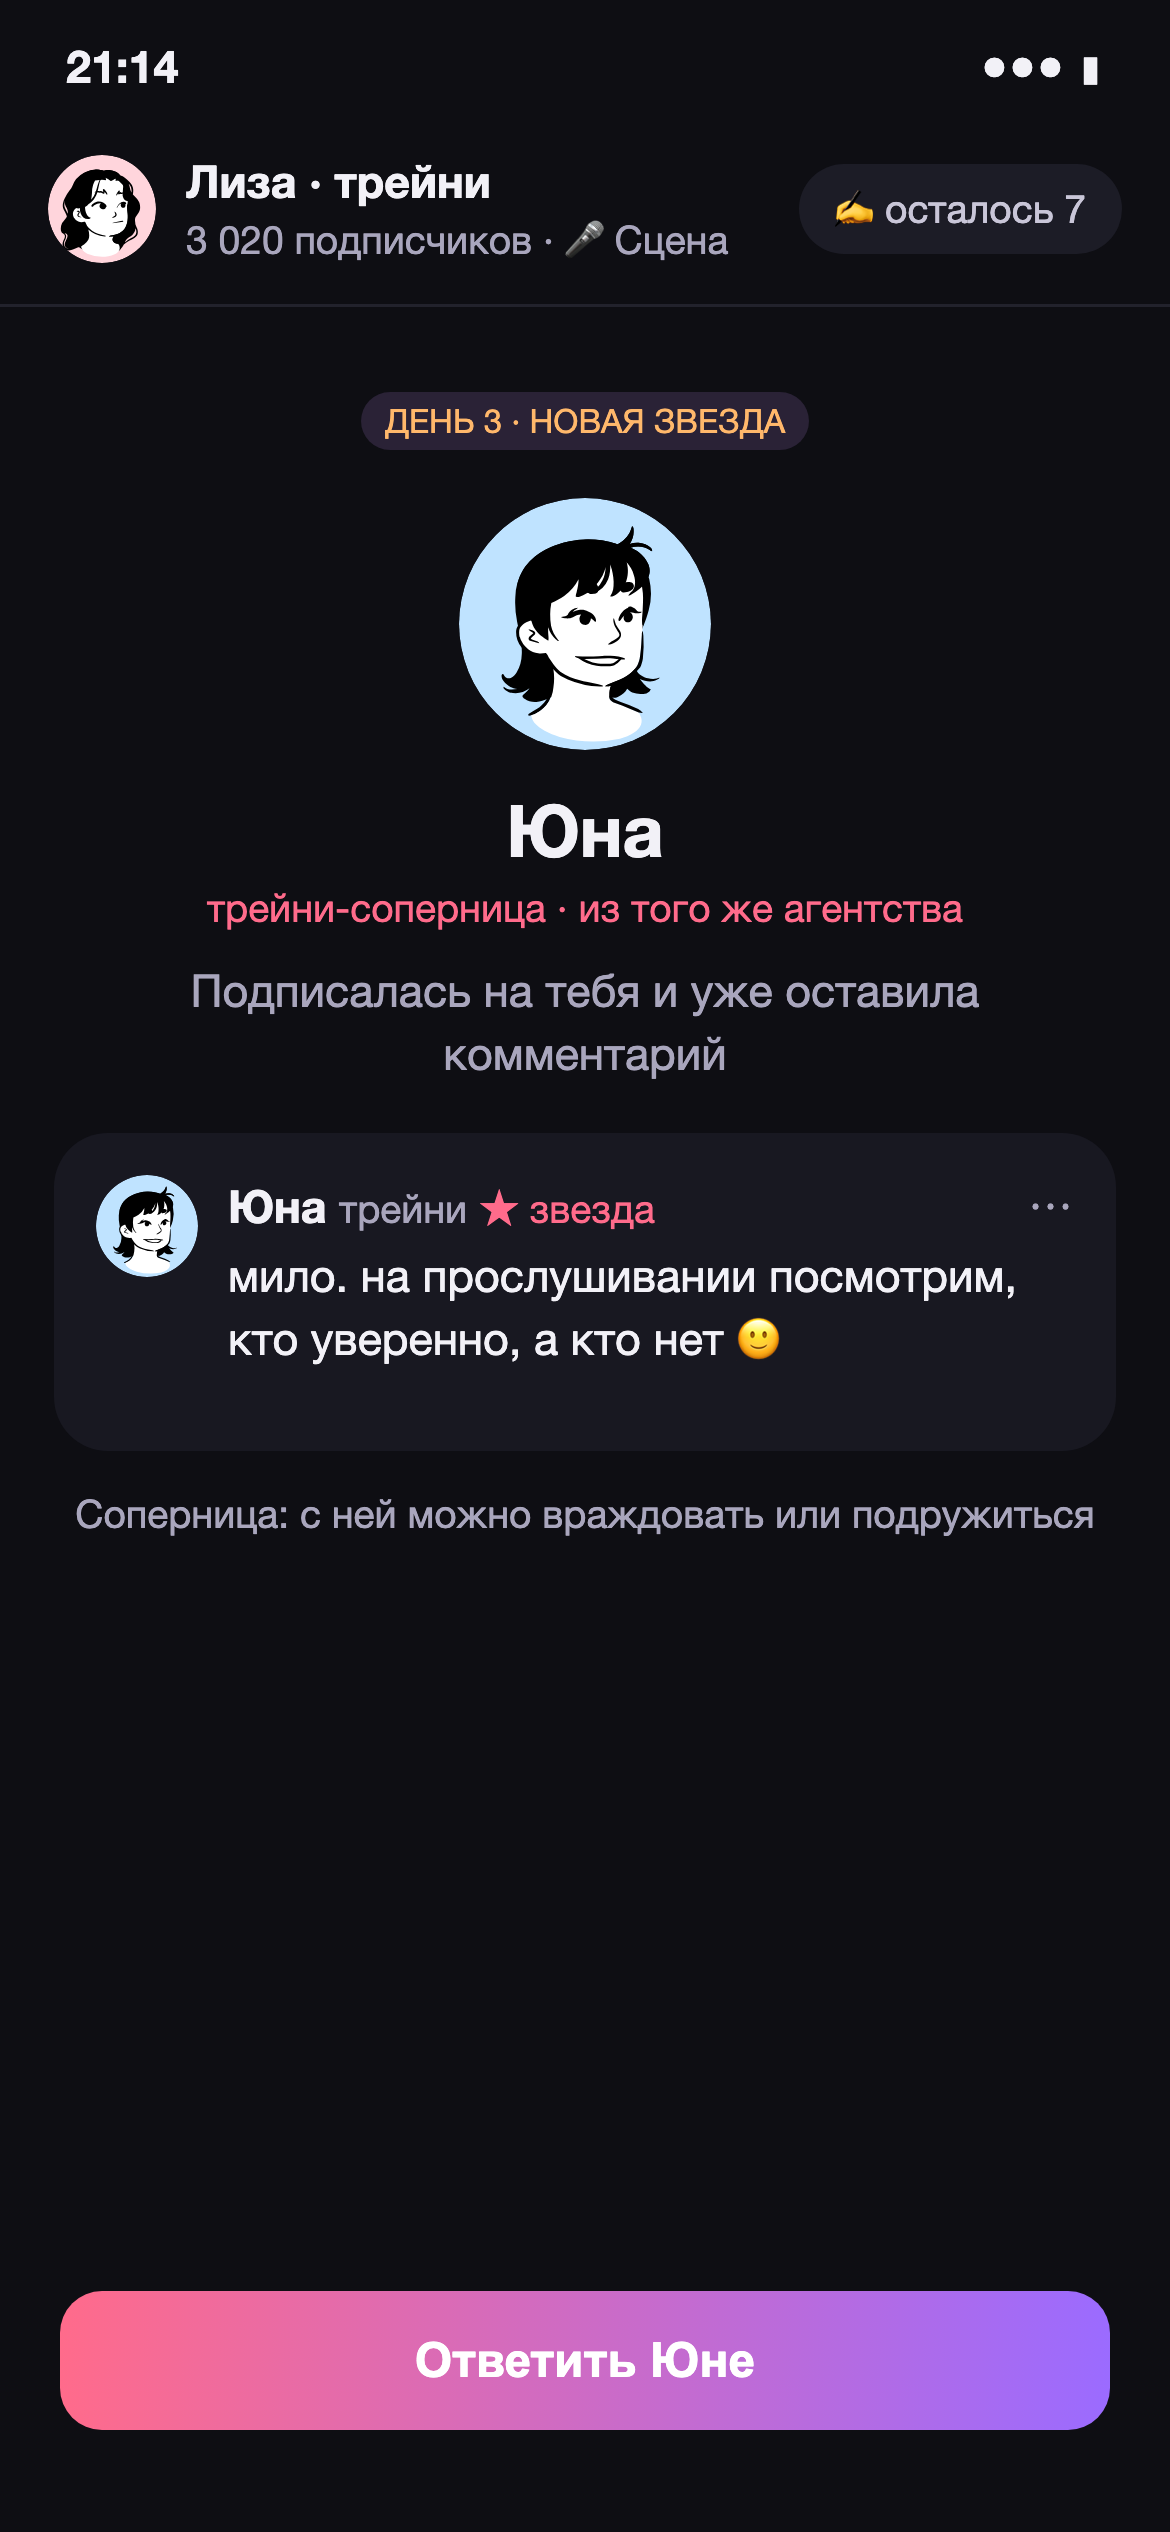 21:14
Лиза · трейни
3 020 подписчиков · 🎤 Сцена
✍️ осталось 7
ДЕНЬ 3 · НОВАЯ ЗВЕЗДА
Юна
трейни-соперница · из того же агентства
Подписалась на тебя и уже оставила
комментарий
Юна трейни ★ звезда
мило. на прослушивании посмотрим,
кто уверенно, а кто нет 🙂
Соперница: с ней можно враждовать или подружиться
Ответить Юне